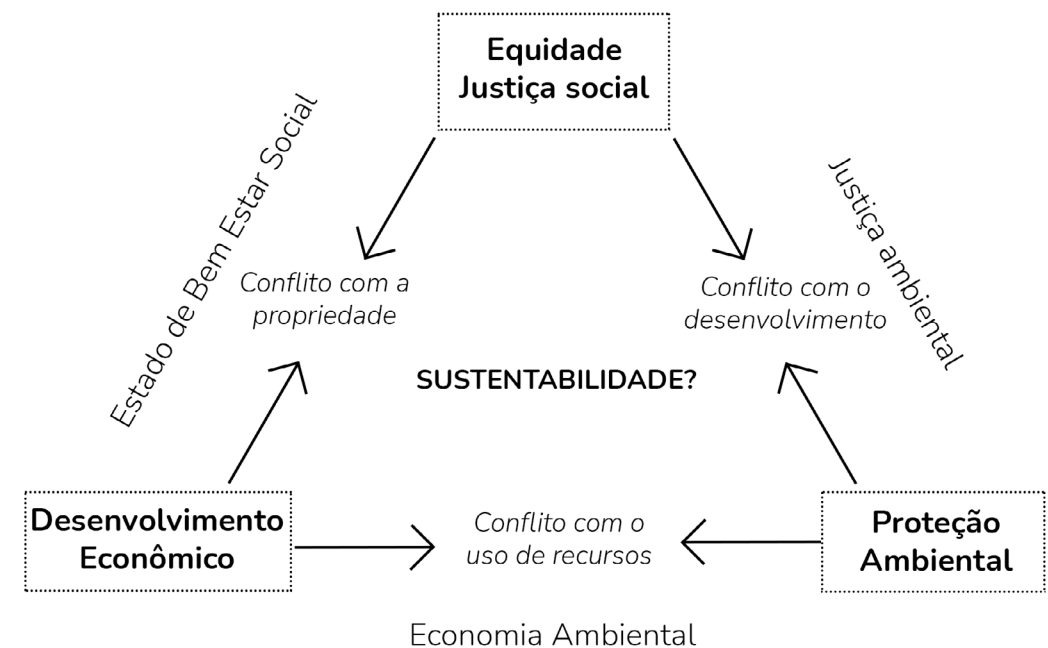 Equidade
Justiça social
Estado de Bem Estar Social
Justiça ambiental
Conflito com a
propriedade
Conflito com o
desenvolvimento
SUSTENTABILIDADE?
Desenvolvimento
Econômico
Conflito com o
uso de recursos
Proteção
Ambiental
Economia Ambiental